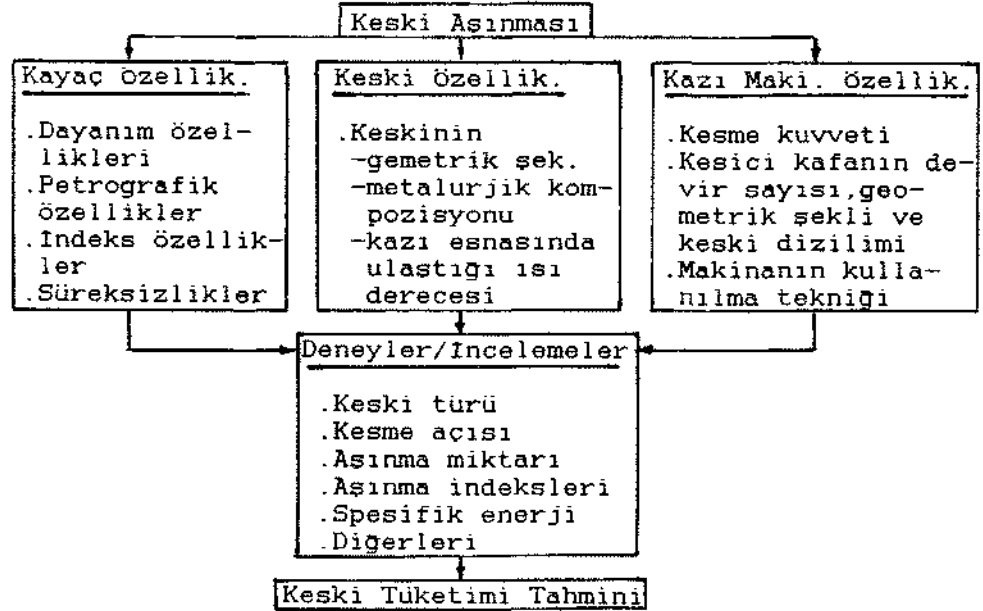 Keski Aşınması
Kayaç özellik.
.Dayanım özel-
likleri
.Petrografik
özellikler
.Indeks özellik-
ler
.Süreksizlikler
Keski özellik.
.Keskinin
-gemetrik şek.
-metalurjik kom-
pozisyonu
-kazı esnasında
ulastığı ısı
derecesi
Kazı Maki. özellik.
.Kesme kuvveti
.Kesici kafanın de-
vir sayısı,geo-
metrik şekli ve
keski dizilimi
.Makinanın kulla-
nılma tekniği
Deneyler/Incelemeler
.Keski türü
.Kesme açısı
.Aşınma miktarı
.Aşınma indeksleri
.Spesifik enerji
.Diğerleri
Keski Tüketimi Tahmini